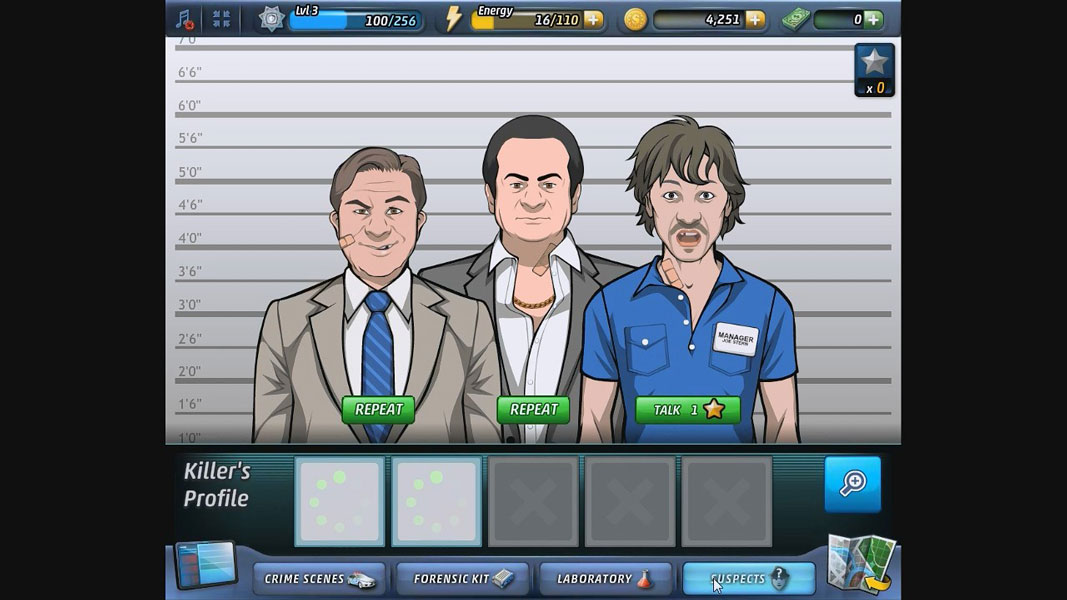 Lvl 3
100/256
Energy
16/110
4,251
0
x 0
7'0"
6'6"
6'0"
5'6"
5'0"
4'6"
4'0"
3'6"
3'0"
2'6"
2'0"
1'6"
1'0"
MANAGER
JOE STERN
REPEAT
REPEAT
TALK 1
Killer's
Profile
CRIME SCENES
FORENSIC KIT
LABORATORY
SUSPECTS